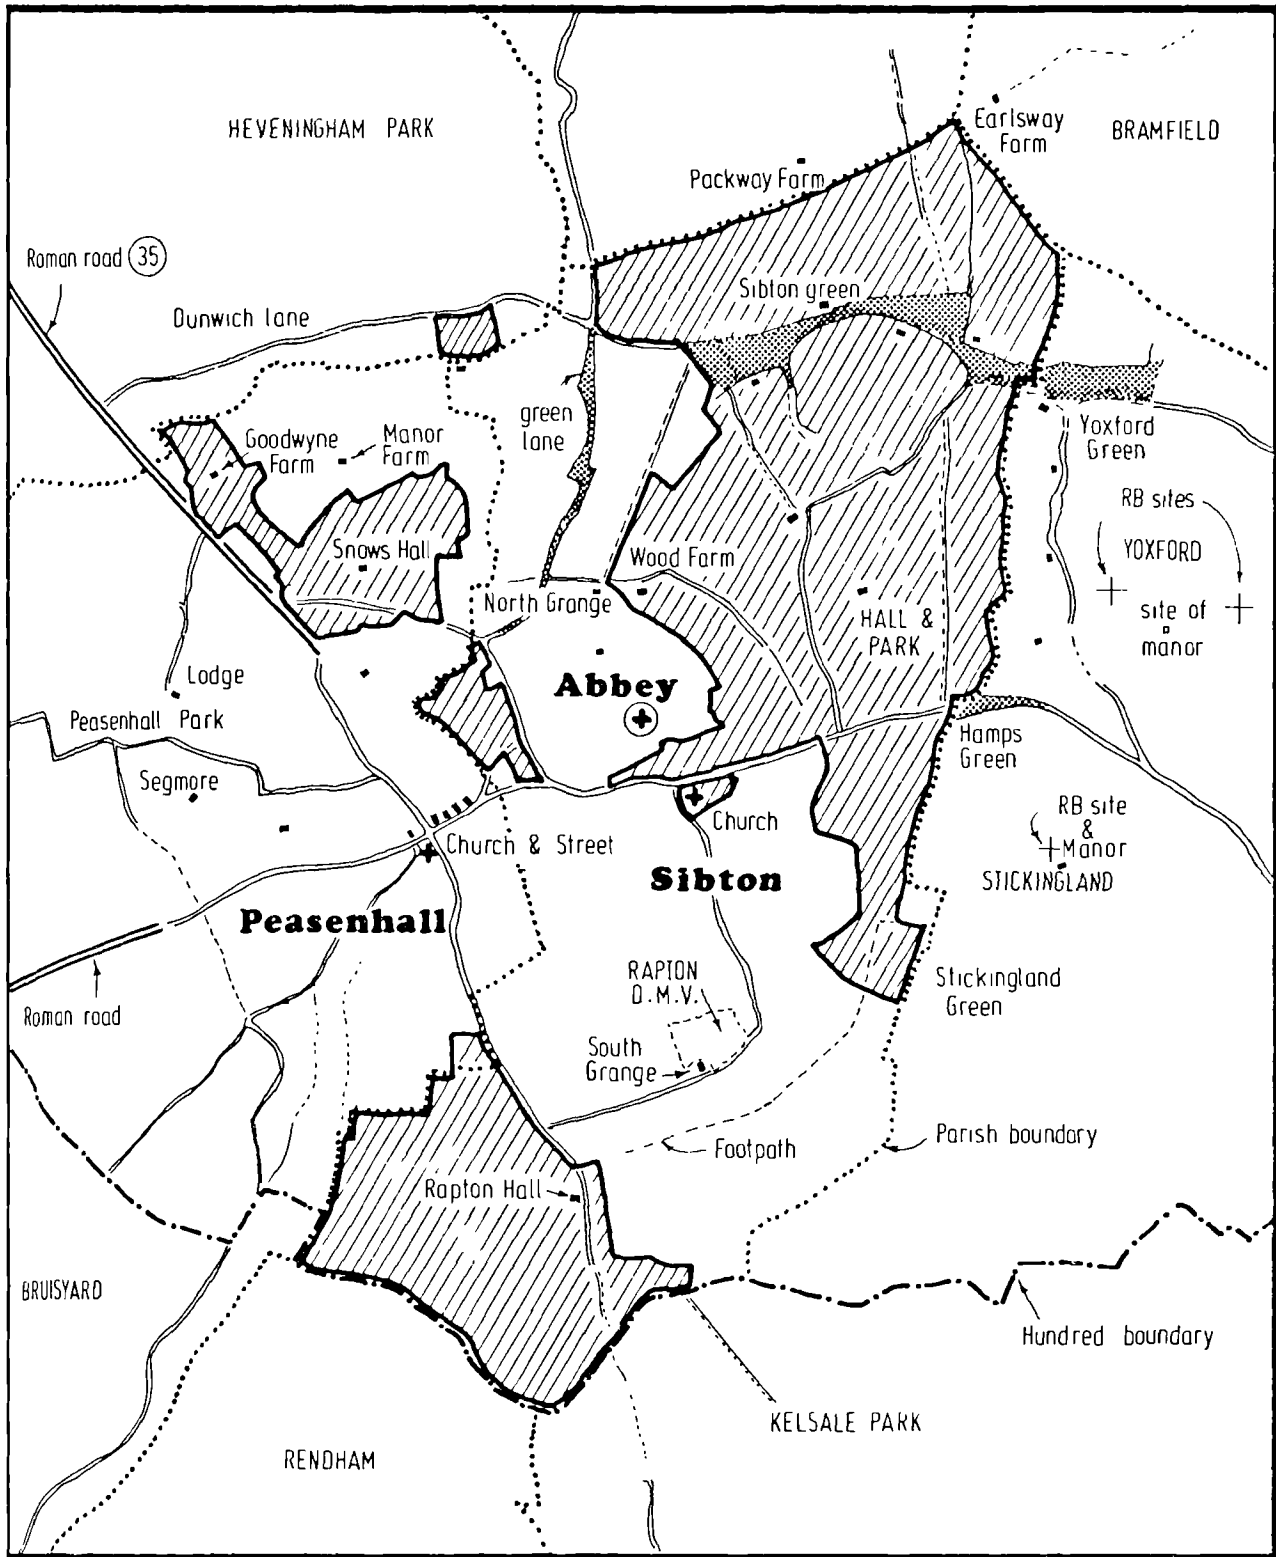 HEVENINGHAM PARK
Earlsway
Farm
BRAMFIELD
Packway Farm
Roman road 35
Sibton green
Dunwich lane
green
lane
Goodwyne
Farm
Manor
Farm
Yoxford
Green
RB sites
YOXFORD
Snows Hall
Wood Farm
North Grange
HALL &
PARK
site of
manor
Lodge
Abbey
Peasenhall Park
Hamps
Green
Segmore
RB site
&
Manor
STICKINGLAND
Church
Church & Street
Sibton
Peasenhall
RAPTON
D.M.V.
Stickingland
Green
Roman road
South
Grange
Footpath
Parish boundary
Rapton Hall
BRUISYARD
Hundred boundary
KELSALE PARK
RENDHAM